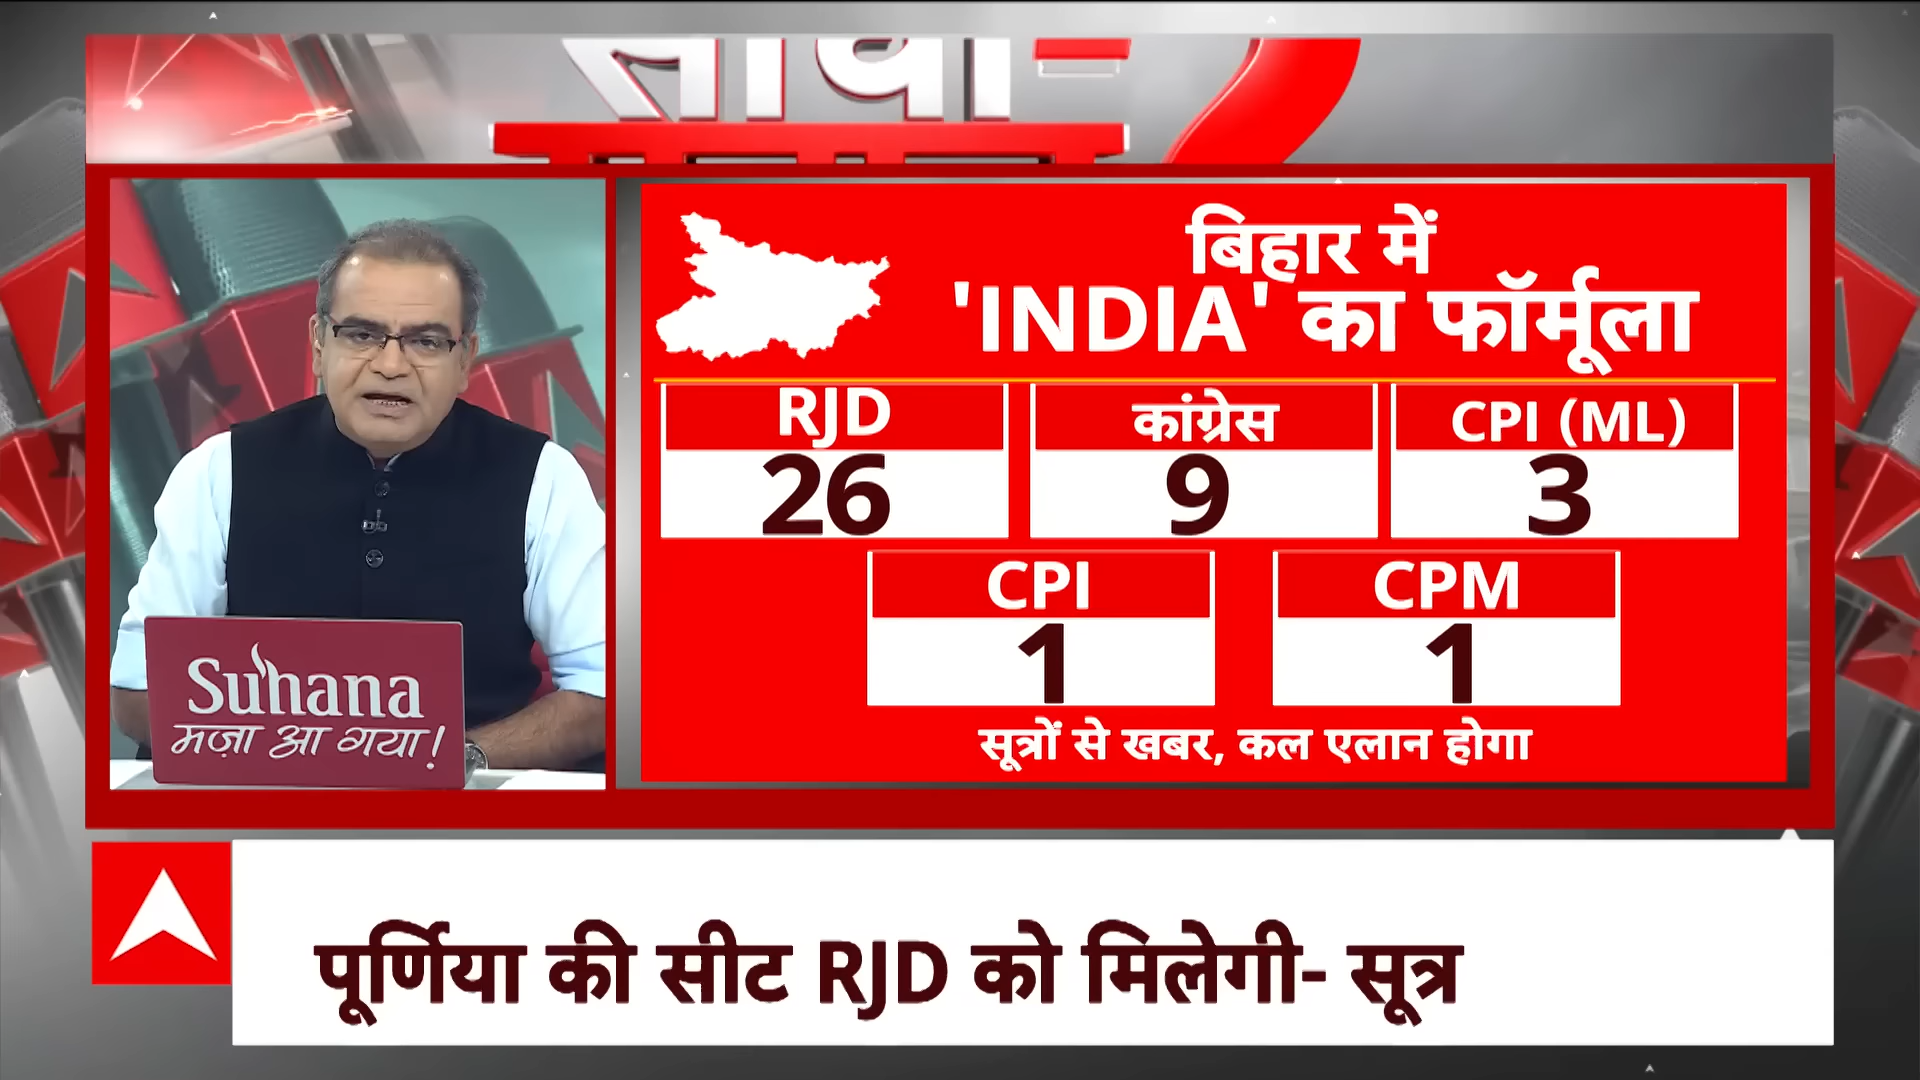 सीधा
बिहार में
'INDIA' का फॉर्मूला
RJD
कांग्रेस
CPI (ML)
26
9
3
CPI
CPM
1
1
सूत्रों से खबर, कल एलान होगा
Suhana
मज़ा आ गया!
पूर्णिया की सीट RJD को मिलेगी- सूत्र